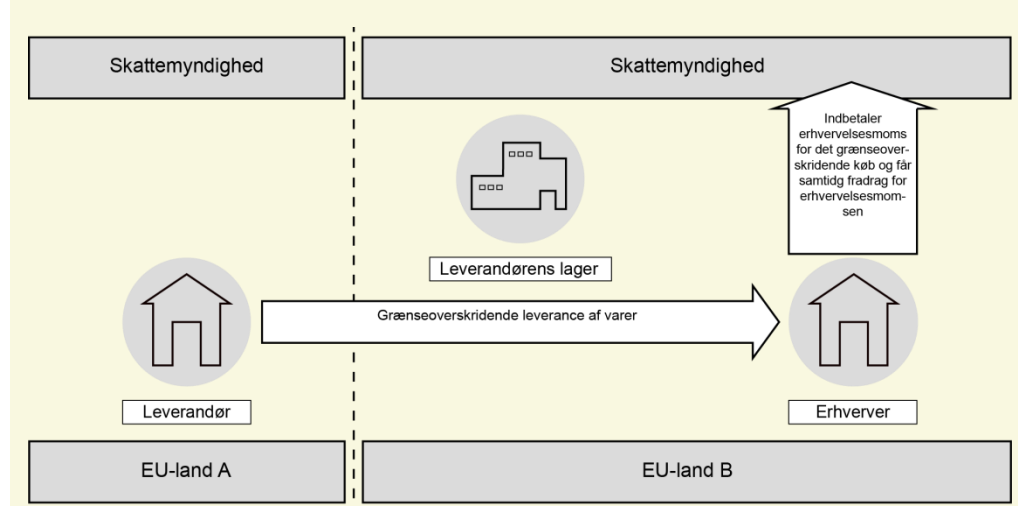 Skattemyndighed
Skattemyndighed
Indbetaler
erhvervelsesmoms
for det grænseover-
skridende køb og får
samtidg fradrag for
erhvervelsesmom-
sen
Leverandørens lager
Grænseoverskridende leverance af varer
Leverandør
Erhverver
EU-land A
EU-land B